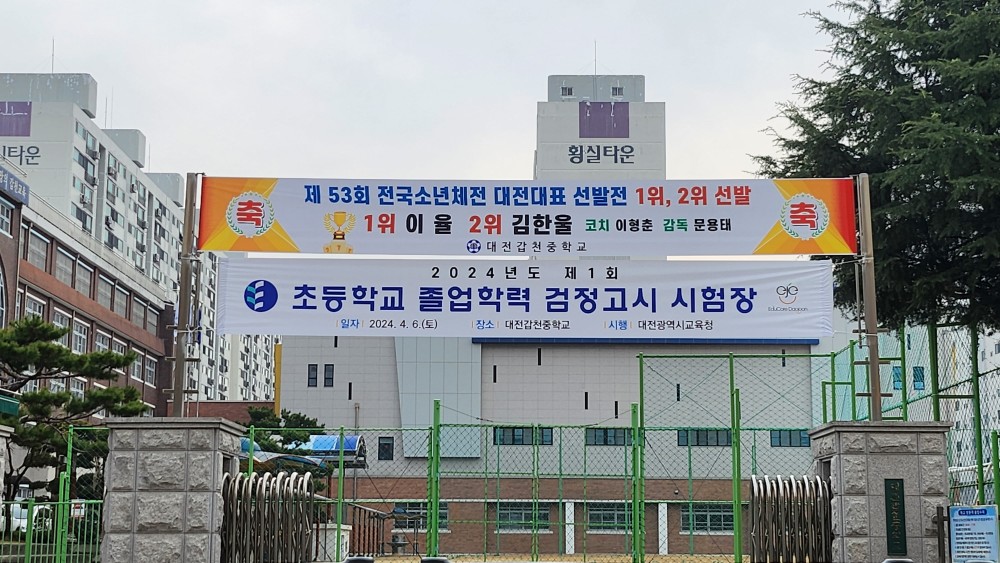 횡실타운
실타운
제 53회 전국소년체전 대전대표 선발전 1위, 2위 선발
축
1위 이 율 2위 김한울 코치 이형춘 감독 문용태
축
대전갑천중학교
2024년도 제1회
초등학교 졸업학력 검정고시 시험장
일자 2024. 4. 6.(토) 장소 대전갑천중학교 시행 대전광역시교육청